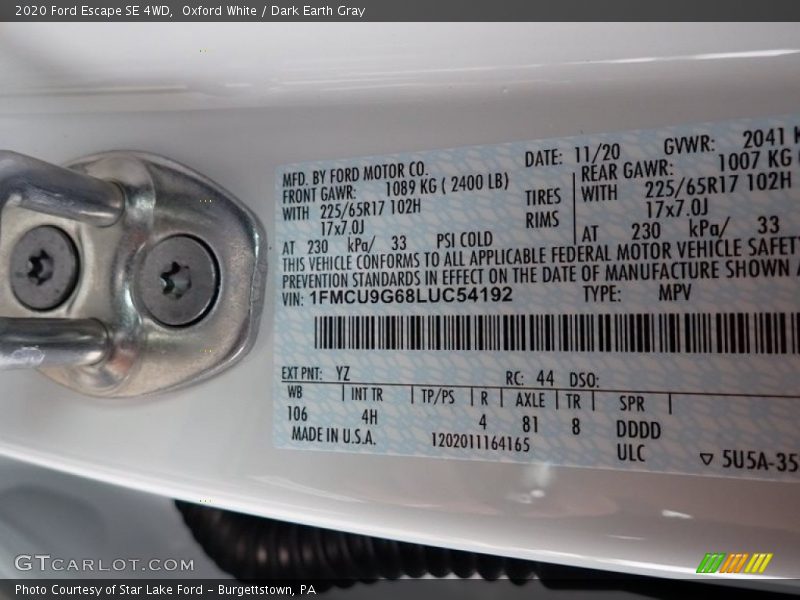 2020 Ford Escape SE 4WD, Oxford White / Dark Earth Gray
MFD. BY FORD MOTOR CO. DATE: 11/20 GVWR: 2041 K
FRONT GAWR: 1089 KG ( 2400 LB) REAR GAWR: 1007 KG
WITH 225/65R17 102H TIRES WITH 225/65R17 102H
17x7.0J RIMS 17x7.0J
AT 230 kPa/ 33 PSI COLD AT 230 kPa/ 33
THIS VEHICLE CONFORMS TO ALL APPLICABLE FEDERAL MOTOR VEHICLE SAFET
PREVENTION STANDARDS IN EFFECT ON THE DATE OF MANUFACTURE SHOWN
VIN: 1FMCU9G68LUC54192 TYPE: MPV
EXT PNT: YZ RC: 44 DSO:
WB INT TR TP/PS R AXLE TR SPR
106 4H 4 81 8 DDDD
MADE IN U.S.A. 1202011164165 ULC ▽ 5U5A-35
GTCARLOT.COM
Photo Courtesy of Star Lake Ford - Burgettstown, PA